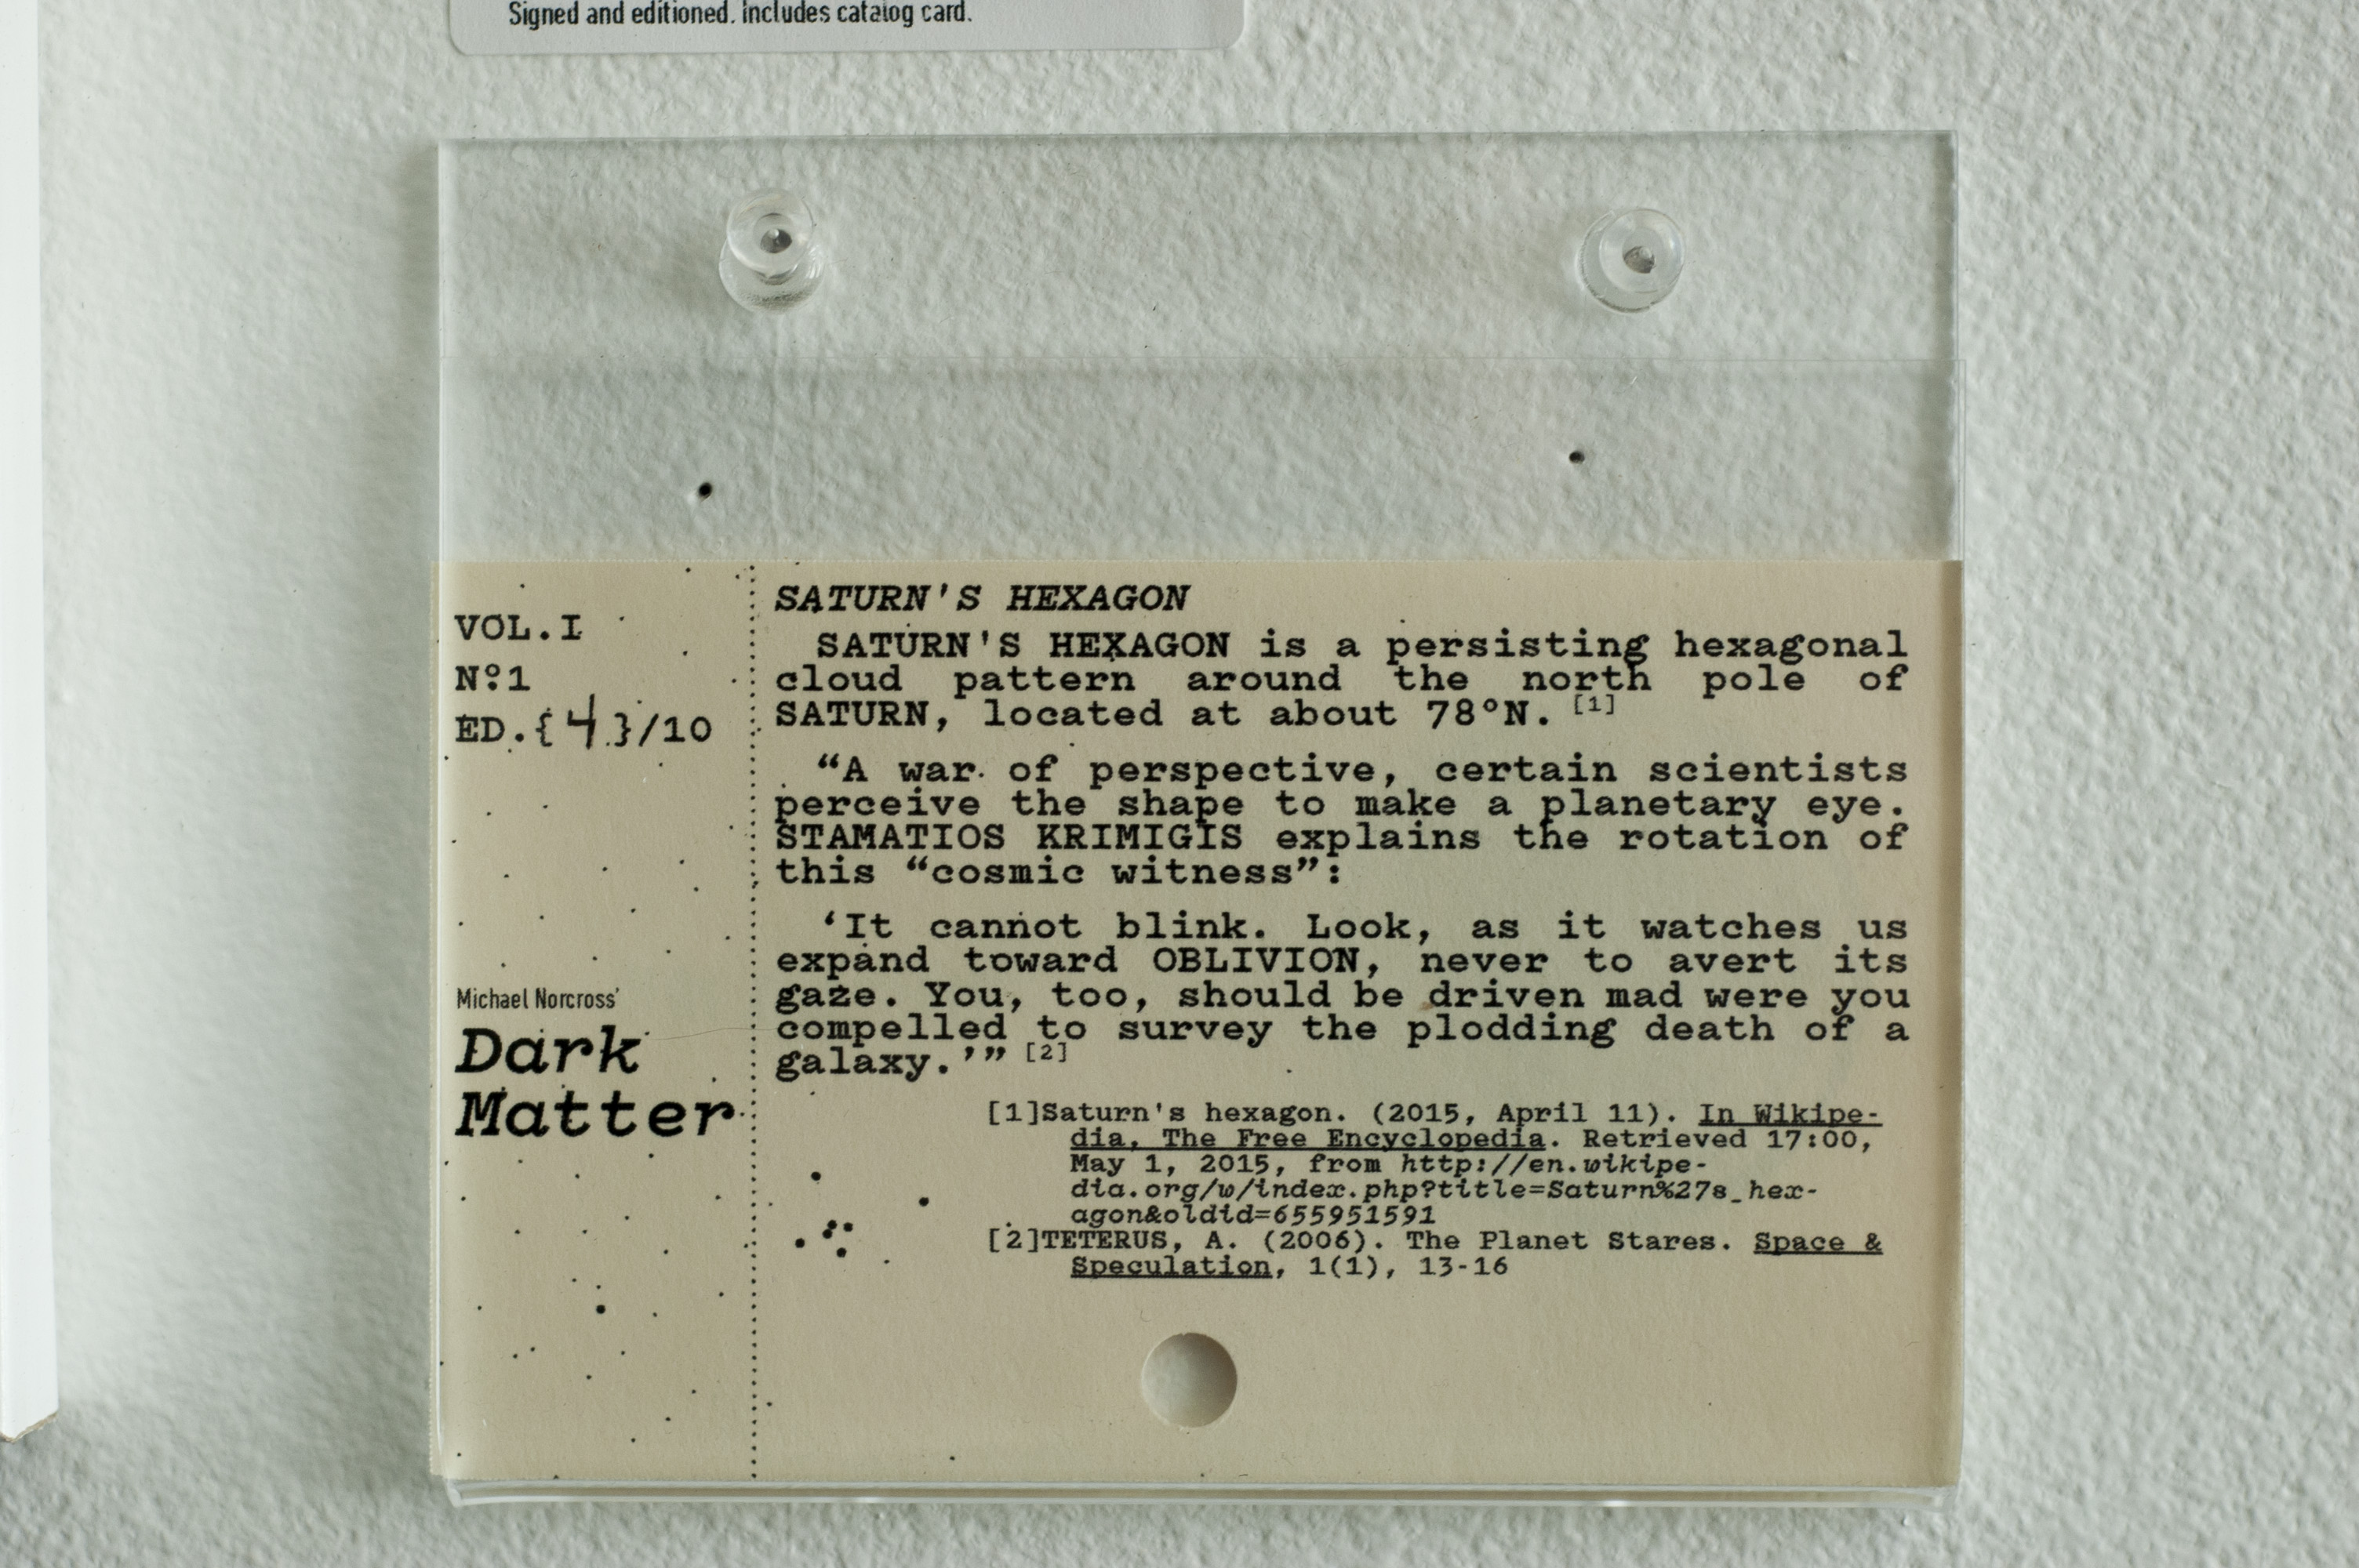 Signed and editioned. Includes catalog card.
VOL.I
Nº1
ED.{4}/10
Michael Norcross'
Dark
Matter
SATURN'S HEXAGON
SATURN'S HEXAGON is a persisting hexagonal
cloud pattern around the north pole of
SATURN, located at about 78°N. [1]
“A war of perspective, certain scientists
perceive the shape to make a planetary eye.
STAMATIOS KRIMIGIS explains the rotation of
this “cosmic witness”:
‘It cannot blink. Look, as it watches us
expand toward OBLIVION, never to avert its
gaze. You, too, should be driven mad were you
compelled to survey the plodding death of a
galaxy.’” [2]
[1]Saturn's hexagon. (2015, April 11). In Wikipe-
dia, The Free Encyclopedia. Retrieved 17:00,
May 1, 2015, from http://en.wikipe-
dia.org/w/index.php?title=Saturn%27s_hex-
agon&oldid=655951591
[2]TETERUS, A. (2006). The Planet Stares. Space &
Speculation, 1(1), 13-16